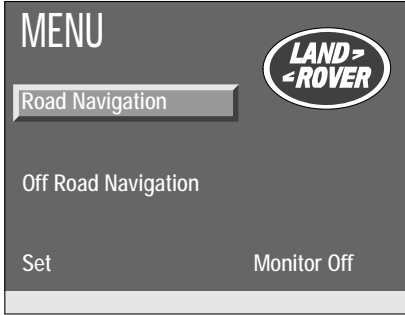 MENU
LAND
ROVER
Road Navigation
Off Road Navigation
Set Monitor Off